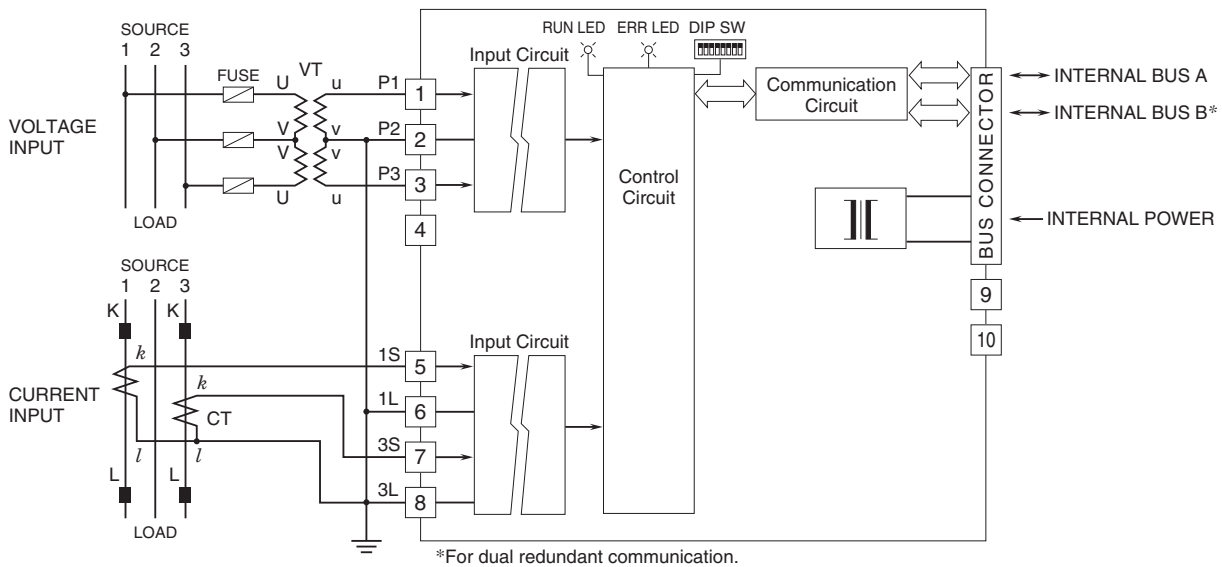 SOURCE
1 2 3
FUSE
U
VT
u
P1
1
V
v
P2
2
V
v
P3
3
U
u
4
VOLTAGE
INPUT
LOAD
SOURCE
1 2 3
K
K
k
1S
5
k
1L
6
CURRENT
INPUT
CT
3S
7
l
l
3L
8
L
L
LOAD
Input Circuit
RUN LED
ERR LED
DIP SW
Control
Circuit
Input Circuit
Communication
Circuit
BUS CONNECTOR
INTERNAL BUS A
INTERNAL BUS B*
INTERNAL POWER
9
10
*For dual redundant communication.